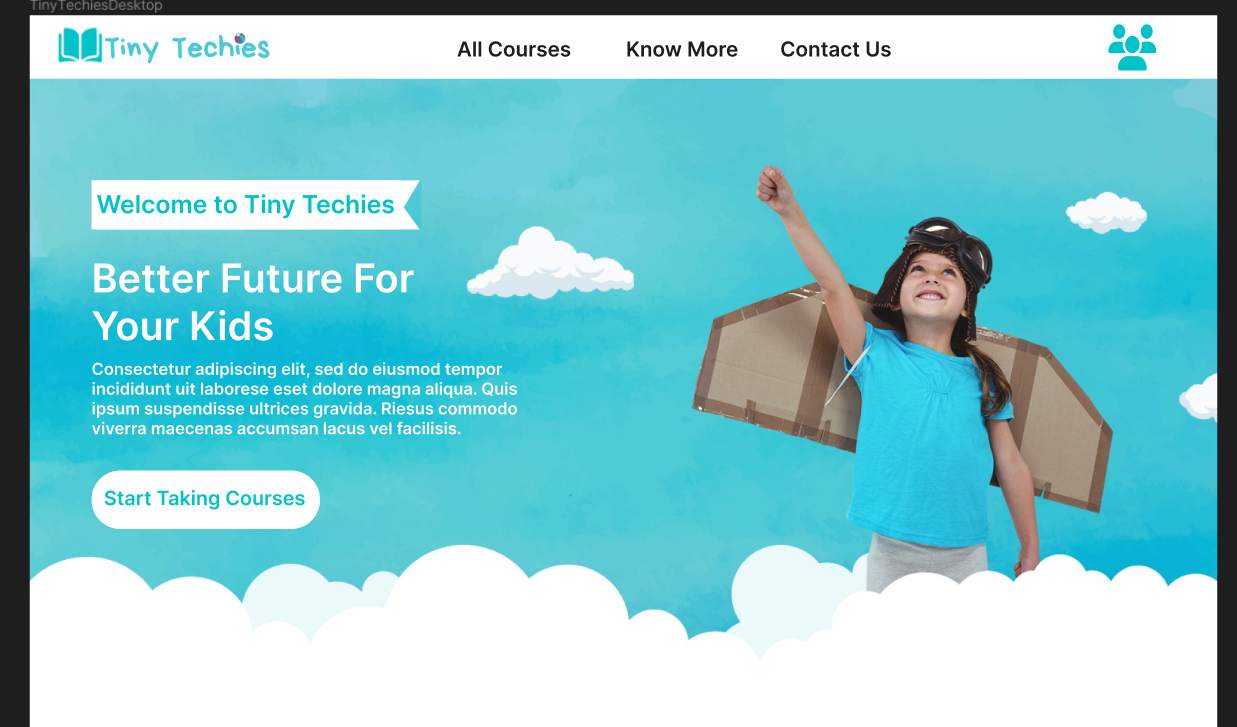 TinyTechiesDesktop
Tiny Techies
All Courses
Know More
Contact Us
Welcome to Tiny Techies
Better Future For
Your Kids
Consectetur adipiscing elit, sed do eiusmod tempor
incididunt uit laborese eset dolore magna aliqua. Quis
ipsum suspendisse ultrices gravida. Riesus commodo
viverra maecenas accumsan lacus vel facilisis.
Start Taking Courses